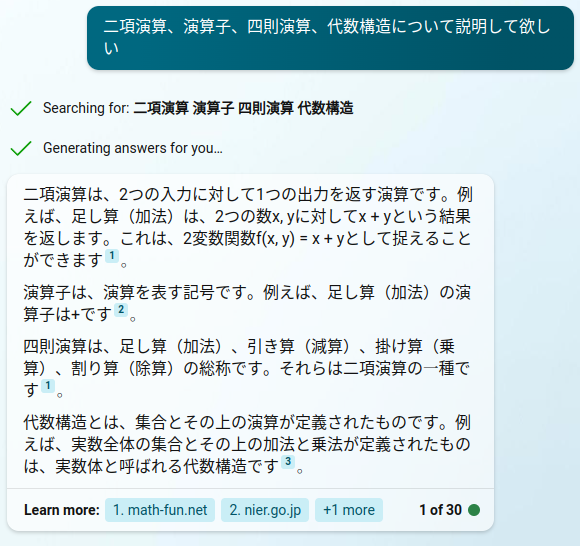 二項演算、演算子、四則演算、代数構造について説明して欲し
い
Searching for: 二項演算 演算子 四則演算 代数構造
Generating answers for you…
二項演算は、2つの入力に対して1つの出力を返す演算です。例
えば、足し算（加法）は、2つの数x, yに対してx + yという結果
を返します。これは、2変数関数f(x, y) = x + yとして捉えること
ができます 1 。
演算子は、演算を表す記号です。例えば、足し算（加法）の演
算子は+です 2 。
四則演算は、足し算（加法）、引き算（減算）、掛け算（乗
算）、割り算（除算）の総称です。それらは二項演算の一種で
す 1 。
代数構造とは、集合とその上の演算が定義されたものです。例
えば、実数全体の集合とその上の加法と乗法が定義されたもの
は、実数体と呼ばれる代数構造です 3 。
Learn more: 1. math-fun.net 2. nier.go.jp +1 more 1 of 30